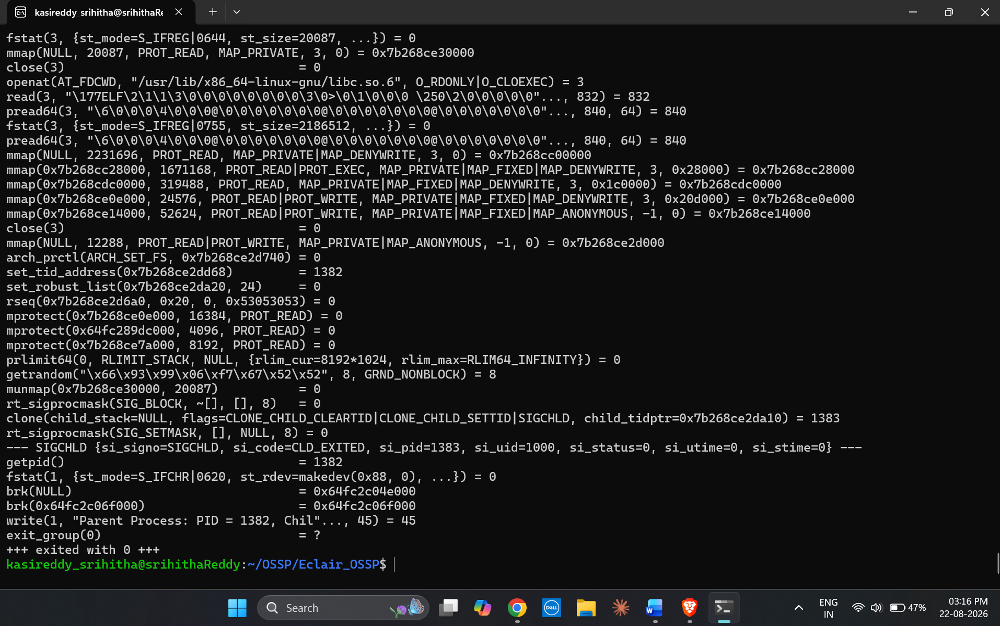 kasireddy_srihitha@srihithaRe
fstat(3, {st_mode=S_IFREG|0644, st_size=20087, ...}) = 0
mmap(NULL, 20087, PROT_READ, MAP_PRIVATE, 3, 0) = 0x7b268ce30000
close(3)                                = 0
openat(AT_FDCWD, "/usr/lib/x86_64-linux-gnu/libc.so.6", O_RDONLY|O_CLOEXEC) = 3
read(3, "\177ELF\2\1\1\3\0\0\0\0\0\0\0\0\3\0>\0\1\0\0\0 \250\2\0\0\0\0\0"..., 832) = 832
pread64(3, "\6\0\0\0\4\0\0\0@\0\0\0\0\0\0\0@\0\0\0\0\0\0\0@\0\0\0\0\0\0\0"..., 840, 64) = 840
fstat(3, {st_mode=S_IFREG|0755, st_size=2186512, ...}) = 0
pread64(3, "\6\0\0\0\4\0\0\0@\0\0\0\0\0\0\0@\0\0\0\0\0\0\0@\0\0\0\0\0\0\0"..., 840, 64) = 840
mmap(NULL, 2231696, PROT_READ, MAP_PRIVATE|MAP_DENYWRITE, 3, 0) = 0x7b268cc00000
mmap(0x7b268cc28000, 1671168, PROT_READ|PROT_EXEC, MAP_PRIVATE|MAP_FIXED|MAP_DENYWRITE, 3, 0x28000) = 0x7b268cc28000
mmap(0x7b268cdc0000, 319488, PROT_READ, MAP_PRIVATE|MAP_FIXED|MAP_DENYWRITE, 3, 0x1c0000) = 0x7b268cdc0000
mmap(0x7b268ce0e000, 24576, PROT_READ|PROT_WRITE, MAP_PRIVATE|MAP_FIXED|MAP_DENYWRITE, 3, 0x20d000) = 0x7b268ce0e000
mmap(0x7b268ce14000, 52624, PROT_READ|PROT_WRITE, MAP_PRIVATE|MAP_FIXED|MAP_ANONYMOUS, -1, 0) = 0x7b268ce14000
close(3)                                = 0
mmap(NULL, 12288, PROT_READ|PROT_WRITE, MAP_PRIVATE|MAP_ANONYMOUS, -1, 0) = 0x7b268ce2d000
arch_prctl(ARCH_SET_FS, 0x7b268ce2d740) = 0
set_tid_address(0x7b268ce2dd68)         = 1382
set_robust_list(0x7b268ce2da20, 24)     = 0
rseq(0x7b268ce2d6a0, 0x20, 0, 0x53053053) = 0
mprotect(0x7b268ce0e000, 16384, PROT_READ) = 0
mprotect(0x64fc289dc000, 4096, PROT_READ) = 0
mprotect(0x7b268ce7a000, 8192, PROT_READ) = 0
prlimit64(0, RLIMIT_STACK, NULL, {rlim_cur=8192*1024, rlim_max=RLIM64_INFINITY}) = 0
getrandom("\x66\x93\x99\x06\xf7\x67\x52\x52", 8, GRND_NONBLOCK) = 8
munmap(0x7b268ce30000, 20087)           = 0
rt_sigprocmask(SIG_BLOCK, ~[], [], 8)   = 0
clone(child_stack=NULL, flags=CLONE_CHILD_CLEARTID|CLONE_CHILD_SETTID|SIGCHLD, child_tidptr=0x7b268ce2da10) = 1383
rt_sigprocmask(SIG_SETMASK, [], NULL, 8) = 0
--- SIGCHLD {si_signo=SIGCHLD, si_code=CLD_EXITED, si_pid=1383, si_uid=1000, si_status=0, si_utime=0, si_stime=0} ---
getpid()                                = 1382
fstat(1, {st_mode=S_IFCHR|0620, st_rdev=makedev(0x88, 0), ...}) = 0
brk(NULL)                               = 0x64fc2c04e000
brk(0x64fc2c06f000)                     = 0x64fc2c06f000
write(1, "Parent Process: PID = 1382, Chil"..., 45) = 45
exit_group(0)                           = ?
+++ exited with 0 +++
kasireddy_srihitha@srihithaReddy:~/OSSP/Eclair_OSSP$
Search
DELL
W
ENG
IN
47%
03:16 PM
22-08-2026